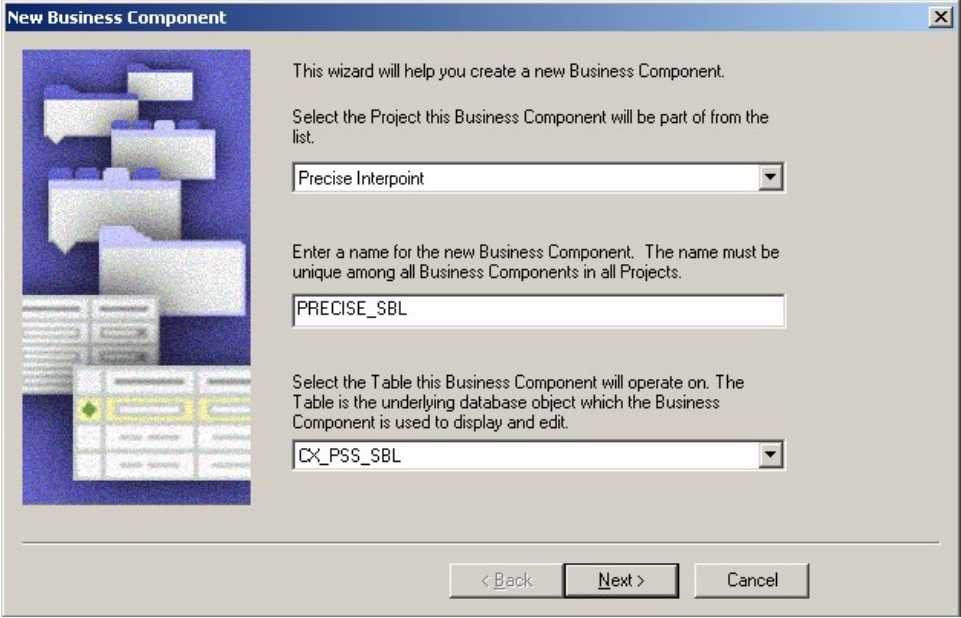 New Business Component
This wizard will help you create a new Business Component.
Select the Project this Business Component will be part of from the
list.
Precise Interpoint
Enter a name for the new Business Component.  The name must be
unique among all Business Components in all Projects.
PRECISE_SBL
Select the Table this Business Component will operate on. The
Table is the underlying database object which the Business
Component is used to display and edit.
CX_PSS_SBL
< Back
Next >
Cancel